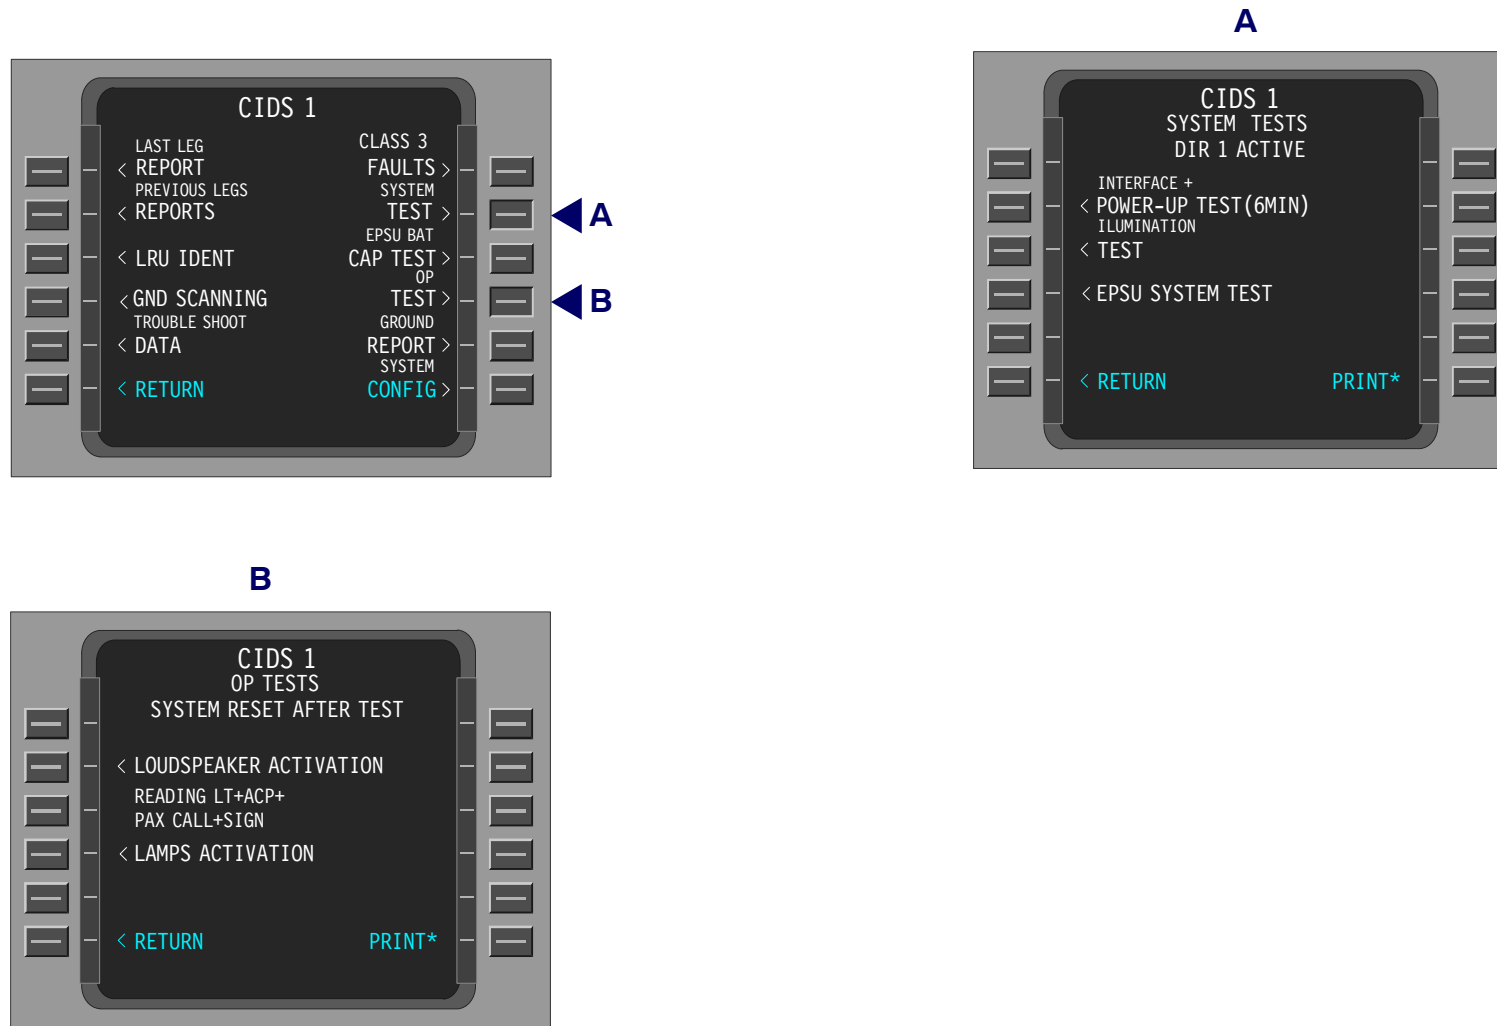 A
CIDS 1
LAST LEG
< REPORT
CLASS 3
FAULTS >
PREVIOUS LEGS
< REPORTS
SYSTEM
TEST >
A
< LRU IDENT
EPSU BAT
CAP TEST >
< GND SCANNING
OP
TEST >
B
TROUBLE SHOOT
< DATA
GROUND
REPORT >
< RETURN
SYSTEM
CONFIG >
CIDS 1
SYSTEM TESTS
DIR 1 ACTIVE
INTERFACE +
< POWER-UP TEST(6MIN)
ILUMINATION
< TEST
< EPSU SYSTEM TEST
< RETURN PRINT*
B
CIDS 1
OP TESTS
SYSTEM RESET AFTER TEST
< LOUDSPEAKER ACTIVATION
READING LT+ACP+
PAX CALL+SIGN
< LAMPS ACTIVATION
< RETURN PRINT*